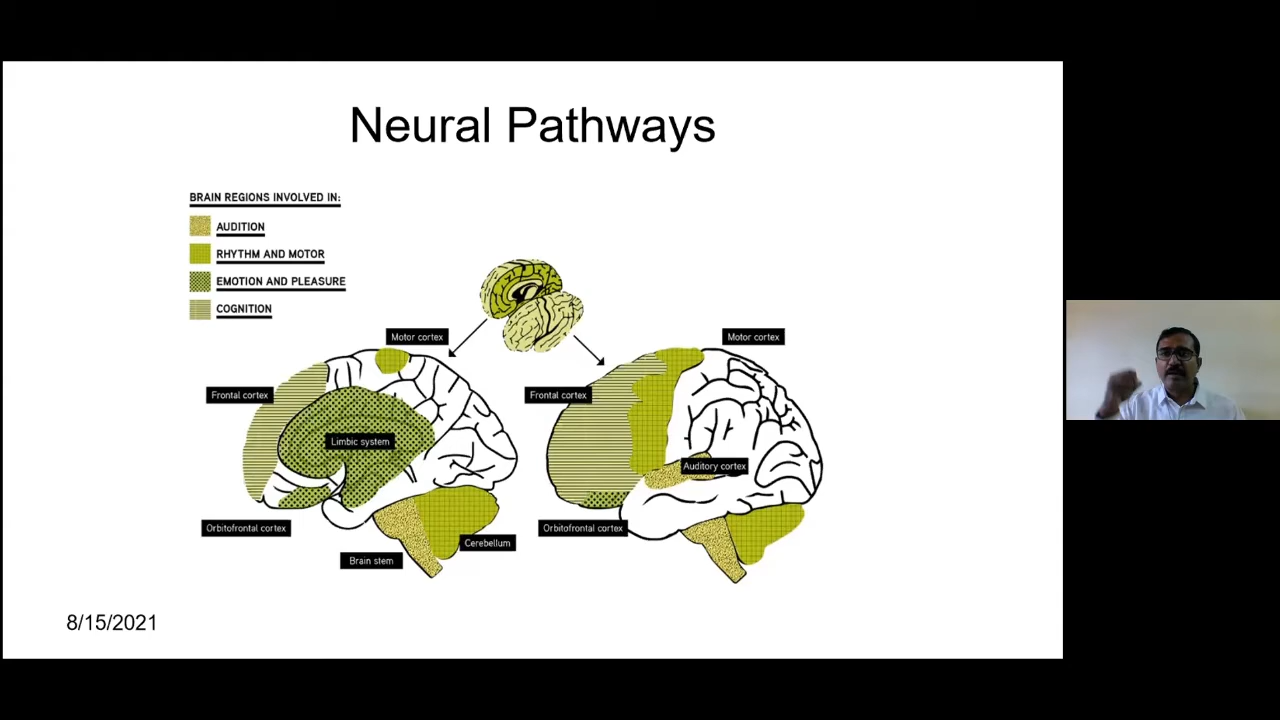 Neural Pathways
BRAIN REGIONS INVOLVED IN:
AUDITION
RHYTHM AND MOTOR
EMOTION AND PLEASURE
COGNITION
Motor cortex
Motor cortex
Frontal cortex
Frontal cortex
Limbic system
Auditory cortex
Orbitofrontal cortex
Orbitofrontal cortex
Cerebellum
Brain stem
8/15/2021